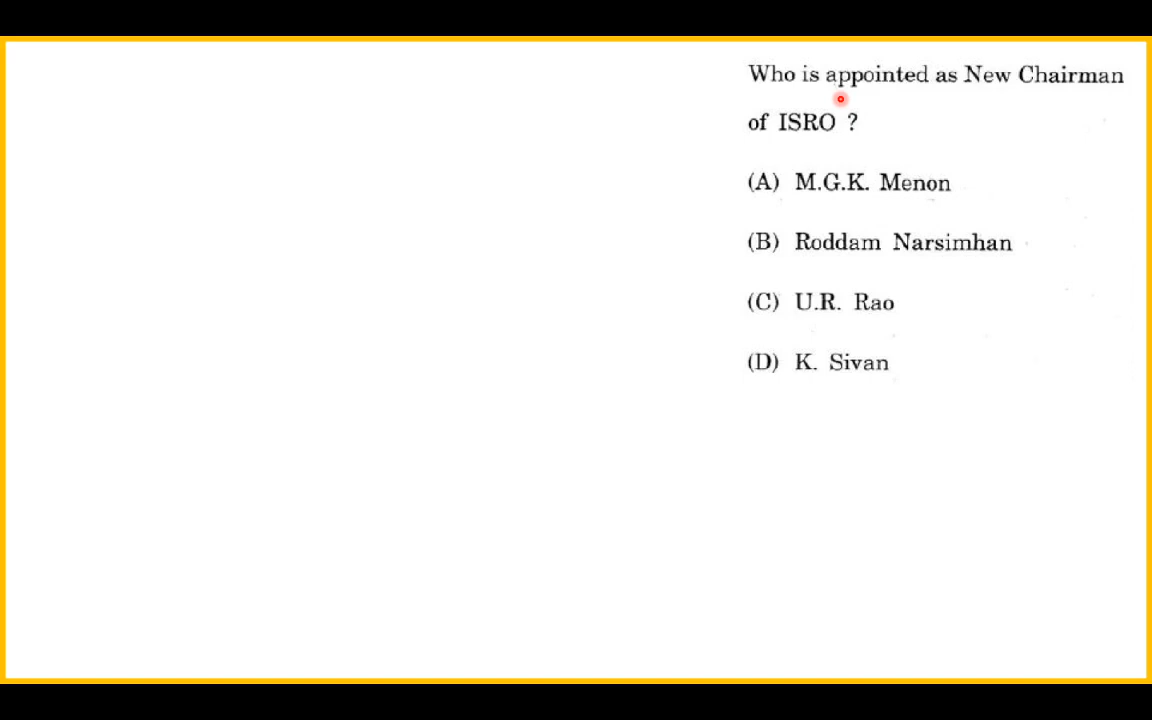 Who is appointed as New Chairman
of ISRO ?
(A) M.G.K. Menon
(B) Roddam Narsimhan
(C) U.R. Rao
(D) K. Sivan